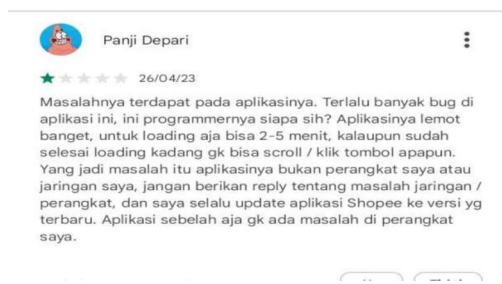 Panji Depari
26/04/23
Masalahnya terdapat pada aplikasinya. Terlalu banyak bug di
aplikasi ini, ini programmernya siapa sih? Aplikasinya lemot
banget, untuk loading aja bisa 2-5 menit, kalaupun sudah
selesai loading kadang gk bisa scroll / klik tombol apapun.
Yang jadi masalah itu aplikasinya bukan perangkat saya atau
jaringan saya, jangan berikan reply tentang masalah jaringan /
perangkat, dan saya selalu update aplikasi Shopee ke versi yg
terbaru. Aplikasi sebelah aja gk ada masalah di perangkat
saya.